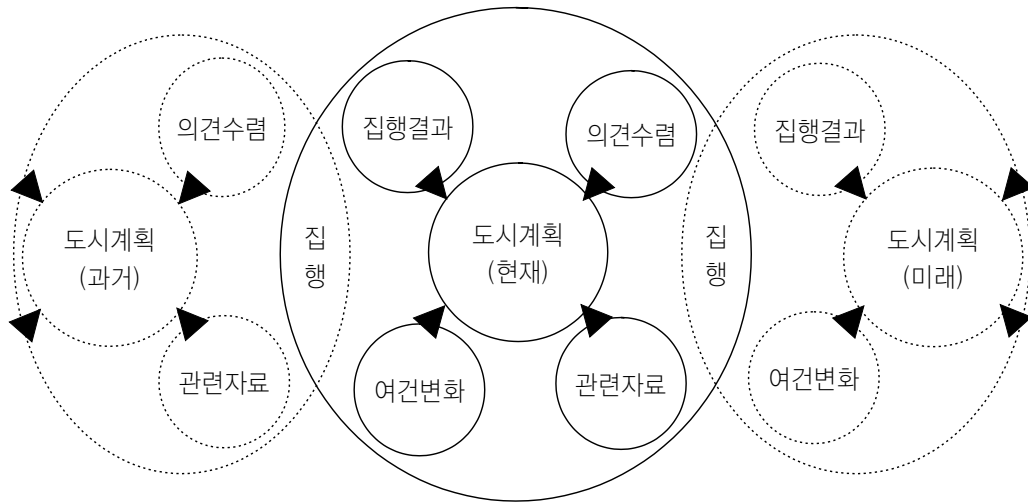 의견수렴
도시계획
(과거)
관련자료
집
행
집행결과
의견수렴
도시계획
(현재)
여건변화
관련자료
집
행
집행결과
도시계획
(미래)
여건변화